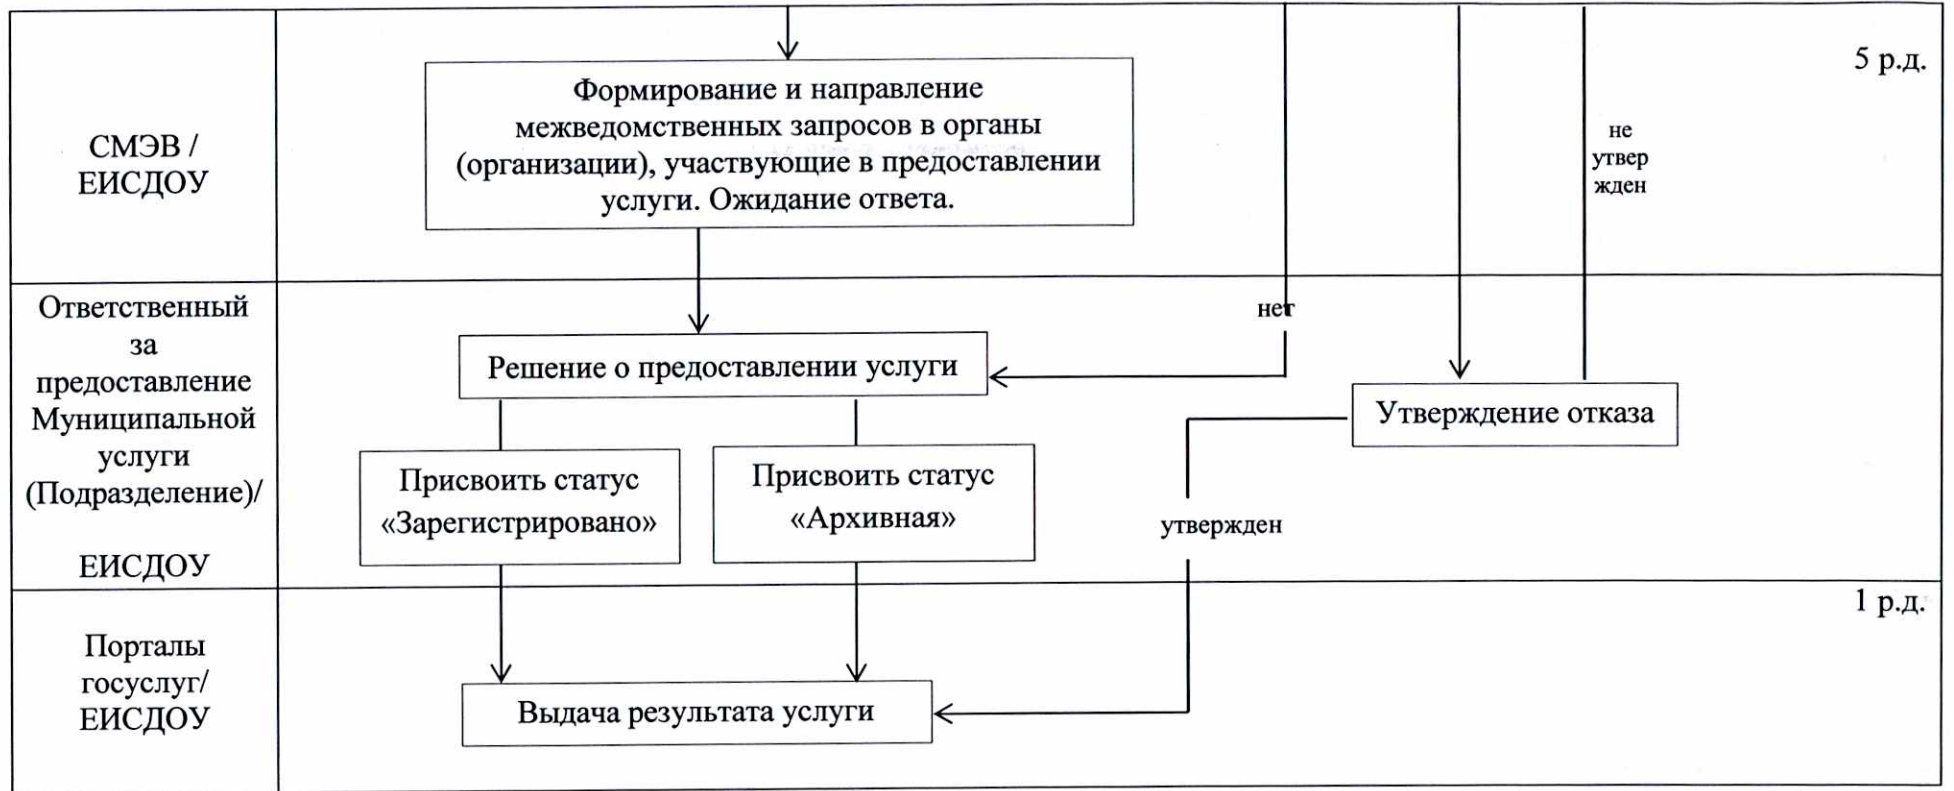 СМЭВ /
ЕИСДОУ
Формирование и направление
межведомственных запросов в органы
(организации), участвующие в предоставлении
услуги. Ожидание ответа.
5 р.д.
не
утвер
жден
Ответственный
за
предоставление
Муниципальной
услуги
(Подразделение)/
ЕИСДОУ
нет
Решение о предоставлении услуги
Утверждение отказа
Присвоить статус
«Зарегистрировано»
Присвоить статус
«Архивная»
утвержден
Порталы
госуслуг/
ЕИСДОУ
1 р.д.
Выдача результата услуги